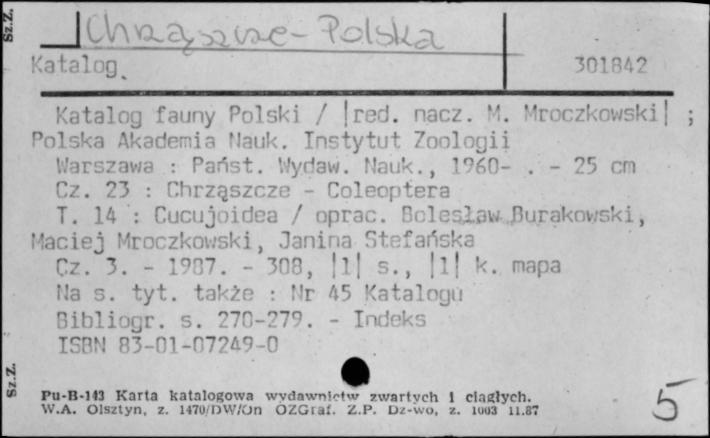 Sz.Z.
Chrząszcze - Polska
Katalog. 301842
Katalog fauny Polski / |red. nacz. M. Mroczkowski| ;
Polska Akademia Nauk. Instytut Zoologii
Warszawa : Państ. Wydaw. Nauk., 1960- . - 25 cm
Cz. 23 : Chrząszcze - Coleoptera
T. 14 : Cucujoidea / oprac. Bolesław Burakowski,
Maciej Mroczkowski, Janina Stefańska
Cz. 3. - 1987. - 308, |1| s., |1| k. mapa
Na s. tyt. także : Nr 45 Katalogu
Bibliogr. s. 270-279. - Indeks
ISBN 83-01-07249-0
Sz.Z.
Pu-B-143 Karta katalogowa wydawnictw zwartych i ciągłych.
W.A. Olsztyn, z. 1470/DW/Jn OZGraf. Z.P. Dz-wo, z. 1003 11.87
5